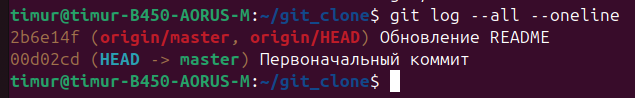 timur@timur-B450-AORUS-M:~/git_clone$ git log --all --oneline
2b6e14f (origin/master, origin/HEAD) Обновление README
00d02cd (HEAD -> master) Первоначальный коммит
timur@timur-B450-AORUS-M:~/git_clone$